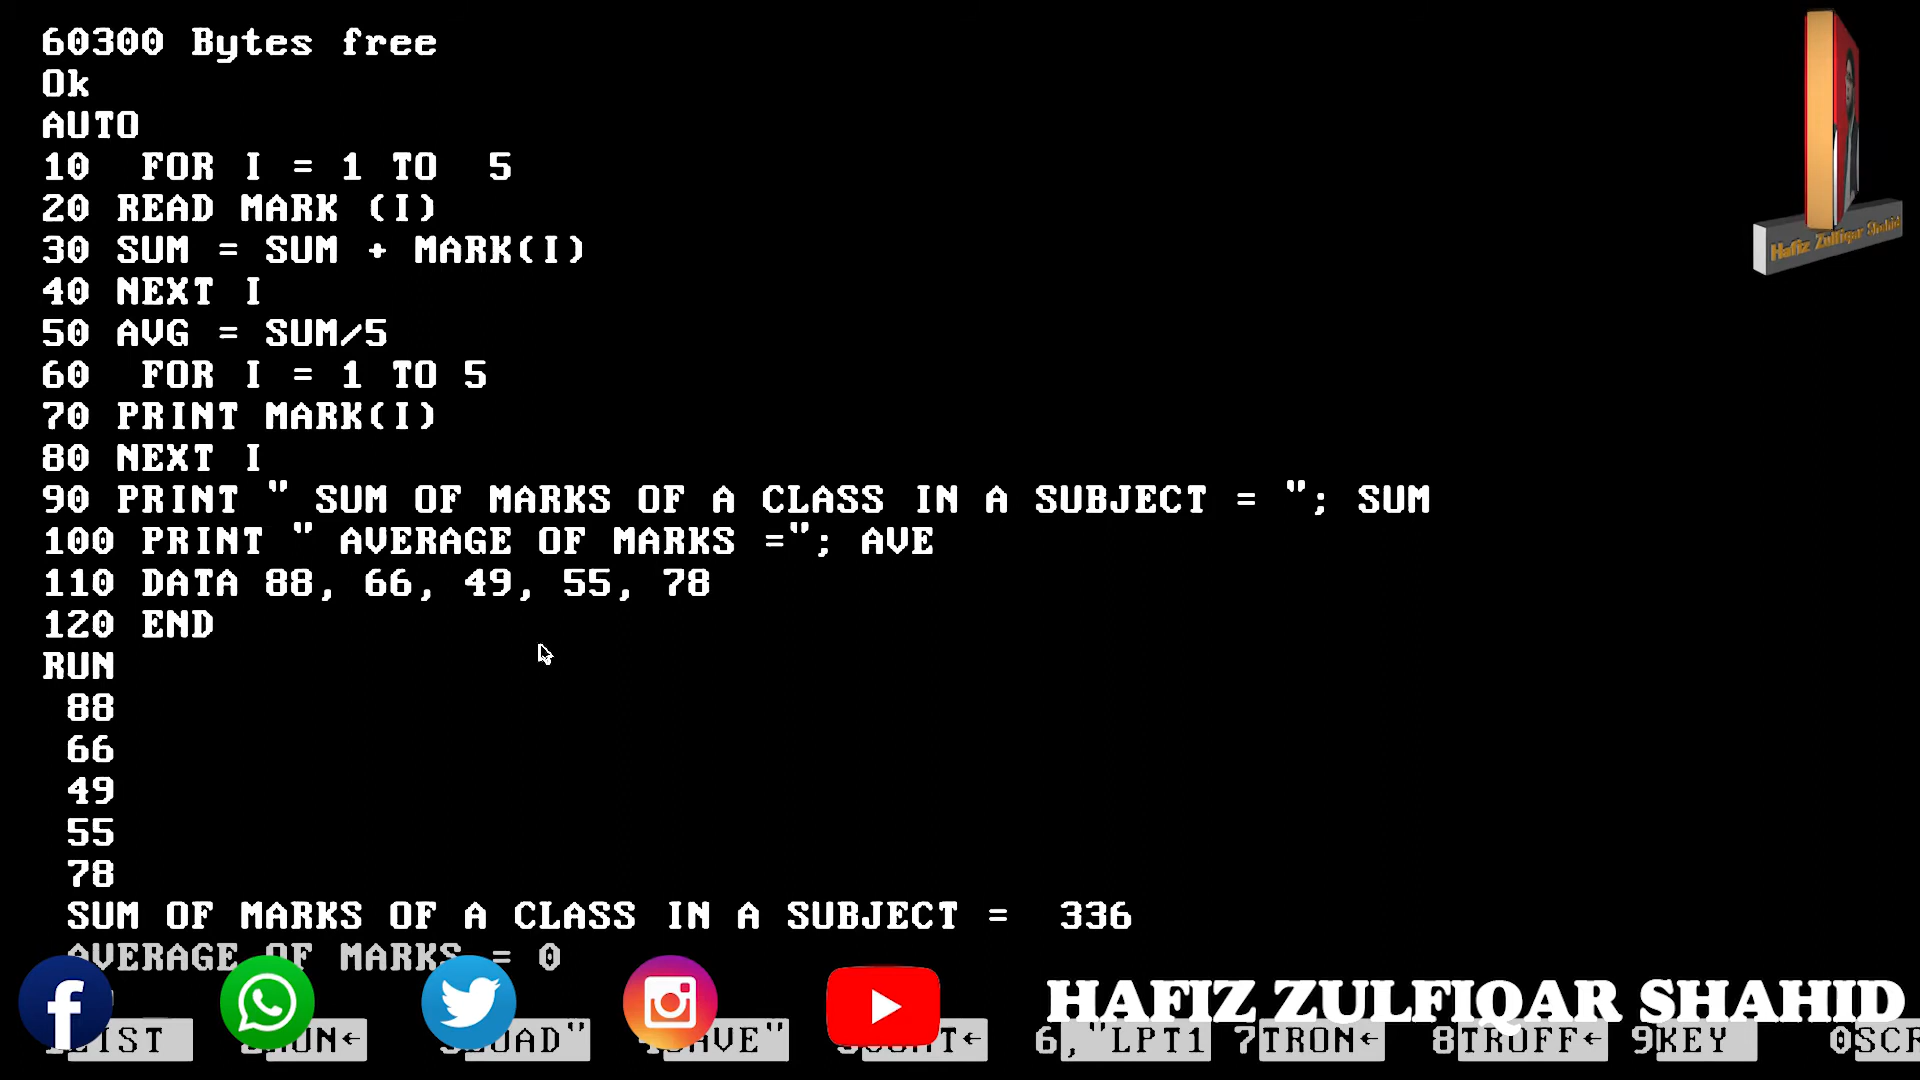 60300 Bytes free
Ok
AUTO
10  FOR I = 1 TO  5
20 READ MARK (I)
30 SUM = SUM + MARK(I)
40 NEXT I
50 AVG = SUM/5
60  FOR I = 1 TO 5
70 PRINT MARK(I)
80 NEXT I
90 PRINT " SUM OF MARKS OF A CLASS IN A SUBJECT = "; SUM
100 PRINT " AVERAGE OF MARKS ="; AVE
110 DATA 88, 66, 49, 55, 78
120 END
RUN
88
66
49
55
78
SUM OF MARKS OF A CLASS IN A SUBJECT =  336
AVERAGE OF MARKS = 0
Hafiz Zulfiqar Shahid
HAFIZ ZULFIQAR SHAHID
6,"LPT1 7TRON← 8TROFF← 9KEY 0SCR